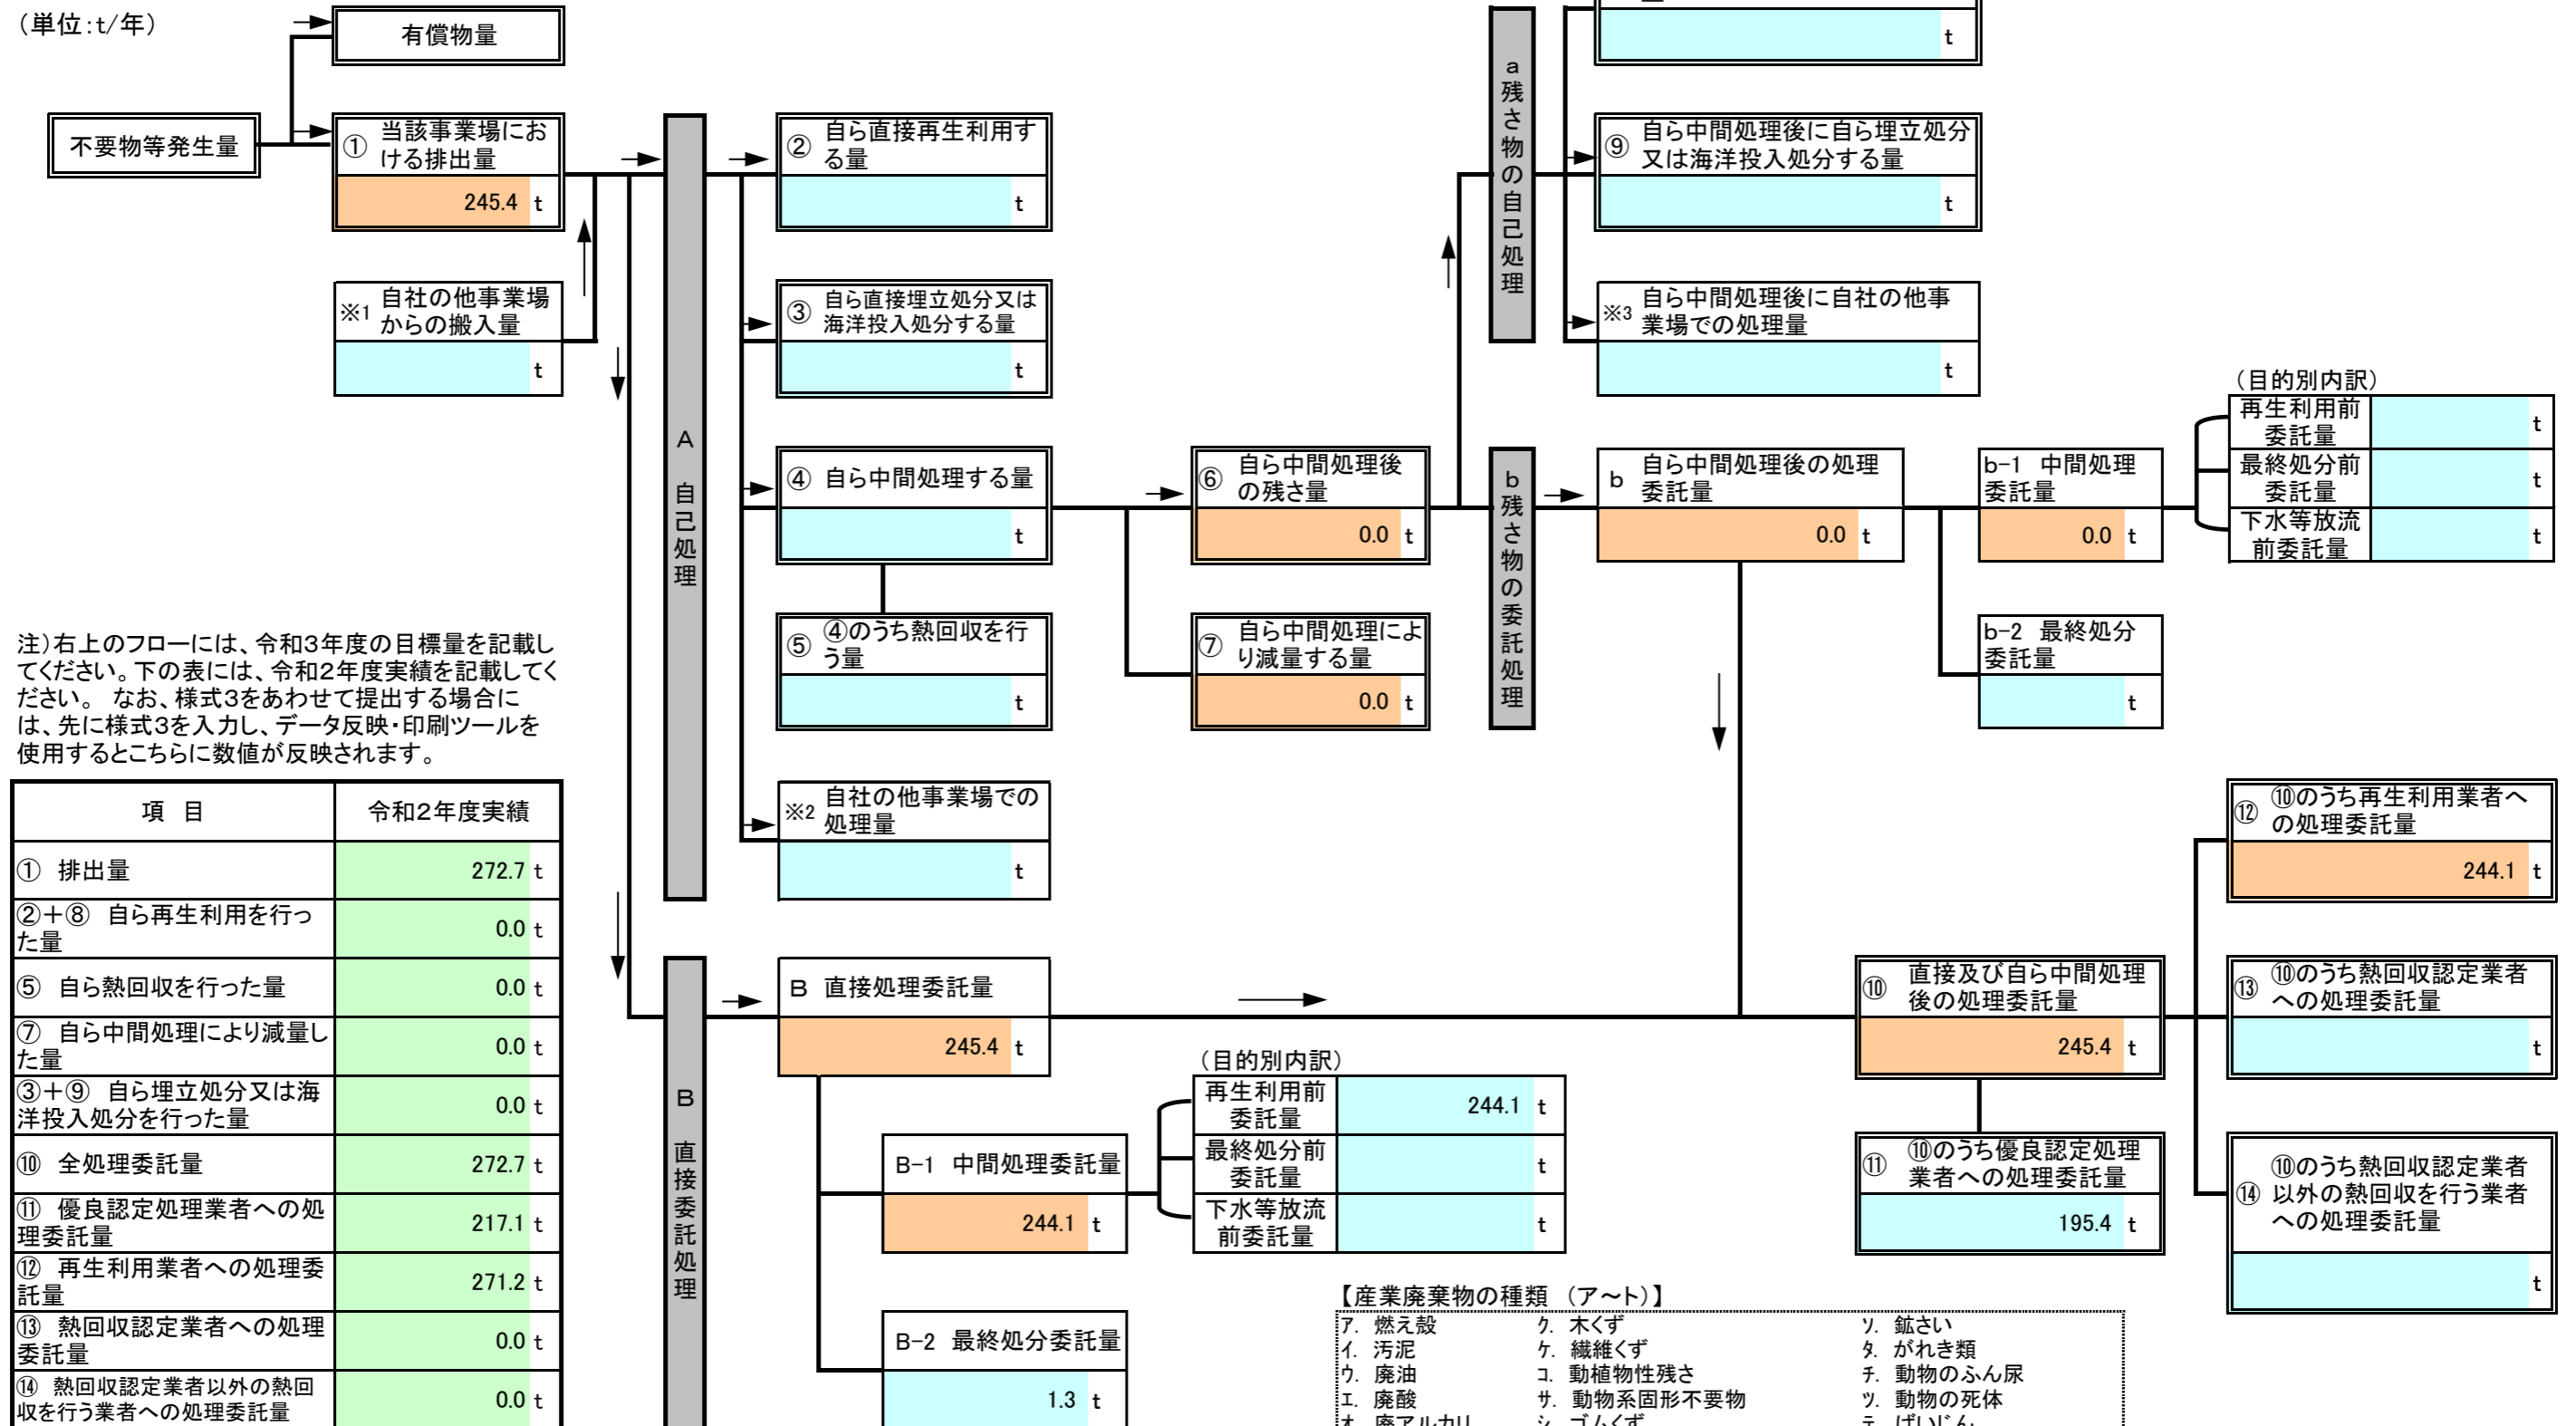 (単位:t/年)
有償物量
不要物等発生量
① 当該事業場にお
ける排出量
245.4 t
※1 自社の他事業場
からの搬入量
t
A 自己処理
② 自ら直接再生利用す
る量
t
③ 自ら直接埋立処分又は
海洋投入処分する量
t
④ 自ら中間処理する量
t
⑤ ④のうち熱回収を行
う量
t
※2 自社の他事業場での
処理量
t
⑥ 自ら中間処理後
の残さ量
0.0 t
⑦ 自ら中間処理によ
り減量する量
0.0 t
a 残さ物の自己処理
t
⑨ 自ら中間処理後に自ら埋立処分
又は海洋投入処分する量
t
※3 自ら中間処理後に自社の他事
業場での処理量
t
b 残さ物の委託処理
b 自ら中間処理後の処理
委託量
0.0 t
b-1 中間処理
委託量
0.0 t
(目的別内訳)
再生利用前
委託量
t
最終処分前
委託量
t
下水等放流
前委託量
t
b-2 最終処分
委託量
t
注)右上のフローには、令和3年度の目標量を記載し
てください。下の表には、令和2年度実績を記載してく
ださい。 なお、様式3をあわせて提出する場合に
は、先に様式3を入力し、データ反映・印刷ツールを
使用するとこちらに数値が反映されます。
項 目 令和2年度実績
① 排出量 272.7 t
②+⑧ 自ら再生利用を行っ
た量 0.0 t
⑤ 自ら熱回収を行った量 0.0 t
⑦ 自ら中間処理により減量し
た量 0.0 t
③+⑨ 自ら埋立処分又は海
洋投入処分を行った量 0.0 t
⑩ 全処理委託量 272.7 t
⑪ 優良認定処理業者への処
理委託量 217.1 t
⑫ 再生利用業者への処理委
託量 271.2 t
⑬ 熱回収認定業者への処理
委託量 0.0 t
⑭ 熱回収認定業者以外の熱回
収を行う業者への処理委託量 0.0 t
B 直接委託処理
B 直接処理委託量
245.4 t
B-1 中間処理委託量
244.1 t
(目的別内訳)
再生利用前
委託量
244.1 t
最終処分前
委託量
t
下水等放流
前委託量
t
B-2 最終処分委託量
1.3 t
⑩ 直接及び自ら中間処理
後の処理委託量
245.4 t
⑪ ⑩のうち優良認定処理
業者への処理委託量
195.4 t
⑫ ⑩のうち再生利用業者へ
の処理委託量
244.1 t
⑬ ⑩のうち熱回収認定業者
への処理委託量
t
⑭ ⑩のうち熱回収認定業者
以外の熱回収を行う業者
への処理委託量
t
【産業廃棄物の種類 (ア~ト)】
ア. 燃え殻 ク. 木くず ソ. 鉱さい
イ. 汚泥 ケ. 繊維くず タ. がれき類
ウ. 廃油 コ. 動植物性残さ チ. 動物のふん尿
エ. 廃酸 サ. 動物系固形不要物 ツ. 動物の死体
オ. 廃アルカリ シ. ゴムくず テ. ばいじん